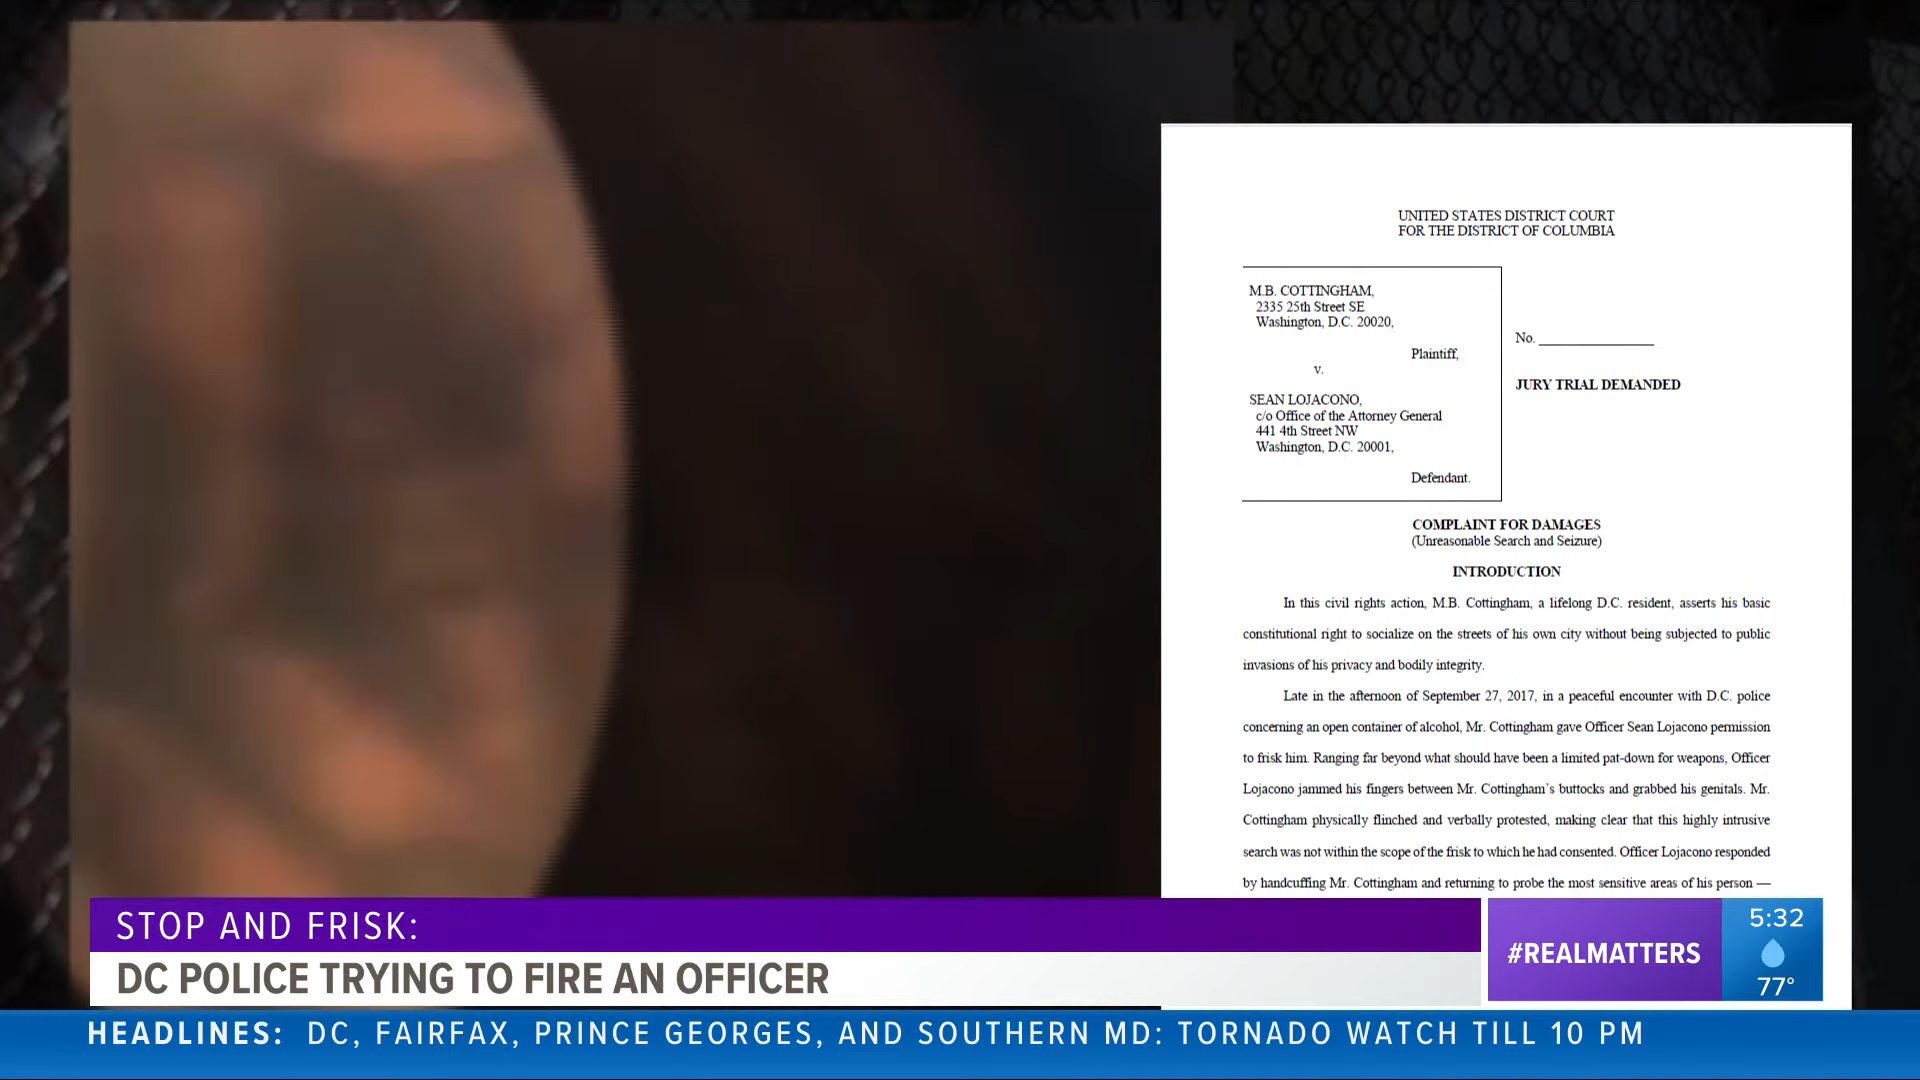 UNITED STATES DISTRICT COURT
FOR THE DISTRICT OF COLUMBIA
M.B. COTTINGHAM,
2335 25th Street SE
Washington, D.C. 20020,
Plaintiff,
v.
SEAN LOJACONO,
c/o Office of the Attorney General
441 4th Street NW
Washington, D.C. 20001,
Defendant.
No. ________________
JURY TRIAL DEMANDED
COMPLAINT FOR DAMAGES
(Unreasonable Search and Seizure)
INTRODUCTION
In this civil rights action, M.B. Cottingham, a lifelong D.C. resident, asserts his basic
constitutional right to socialize on the streets of his own city without being subjected to public
invasions of his privacy and bodily integrity.
Late in the afternoon of September 27, 2017, in a peaceful encounter with D.C. police
concerning an open container of alcohol, Mr. Cottingham gave Officer Sean Lojacono permission
to frisk him. Ranging far beyond what should have been a limited pat-down for weapons, Officer
Lojacono jammed his fingers between Mr. Cottingham's buttocks and grabbed his genitals. Mr.
Cottingham physically flinched and verbally protested, making clear that this highly intrusive
search was not within the scope of the frisk to which he had consented. Officer Lojacono responded
by handcuffing Mr. Cottingham and returning to probe the most sensitive areas of his person —
STOP AND FRISK:
DC POLICE TRYING TO FIRE AN OFFICER
#REALMATTERS
5:32
77°
HEADLINES: DC, FAIRFAX, PRINCE GEORGES, AND SOUTHERN MD: TORNADO WATCH TILL 10 PM